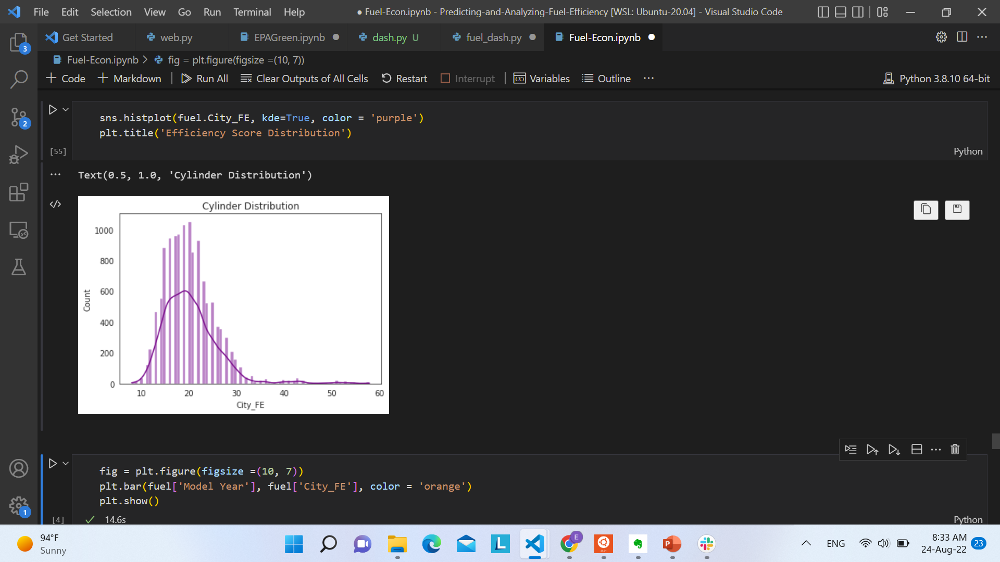 File Edit Selection View Go Run Terminal Help
● Fuel-Econ.ipynb - Predicting-and-Analyzing-Fuel-Efficiency [WSL: Ubuntu-20.04] - Visual Studio Code
Get Started web.py EPAGreen.ipynb dash.py U fuel_dash.py Fuel-Econ.ipynb
3
Fuel-Econ.ipynb > fig = plt.figure(figsize =(10, 7))
+ Code + Markdown Run All Clear Outputs of All Cells Restart Interrupt (x) Variables Outline ... Python 3.8.10 64-bit
2
sns.histplot(fuel.City_FE, kde=True, color = 'purple')
plt.title('Efficiency Score Distribution')
[55]
Python
Text(0.5, 1.0, 'Cylinder Distribution')
Cylinder Distribution
1000
800
600
400
200
0
Count
10 20 30 40 50 60
City_FE
fig = plt.figure(figsize =(10, 7))
plt.bar(fuel['Model Year'], fuel['City_FE'], color = 'orange')
plt.show()
1
[4] 14.6s
Python
94°F
Sunny
L
E
P
ENG
8:33 AM
24-Aug-22
23